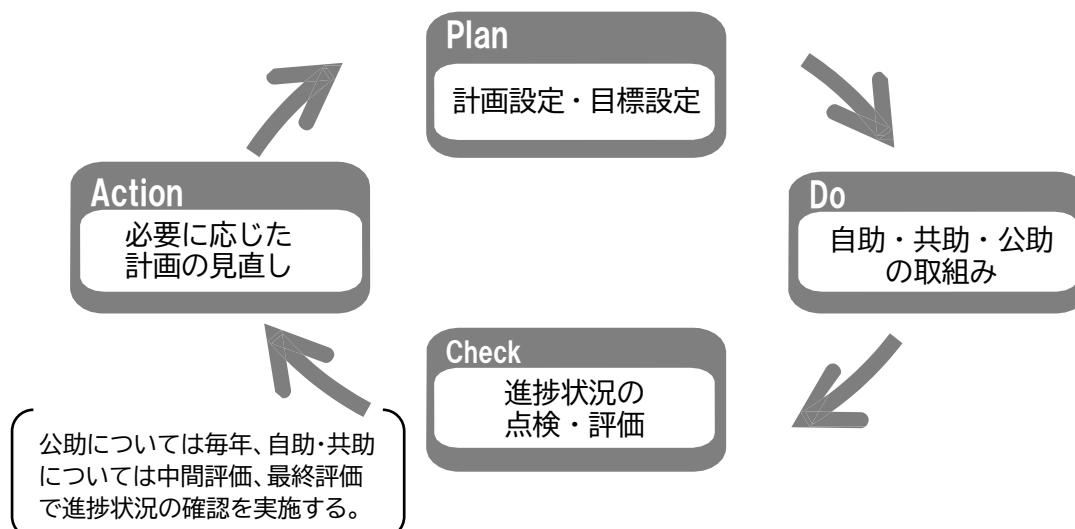 Plan
計画設定・目標設定
Do
自助・共助・公助
の取組み
Check
進捗状況の
点検・評価
Action
必要に応じた
計画の見直し
公助については毎年、自助･共助
については中間評価、最終評価
で進捗状況の確認を実施する。